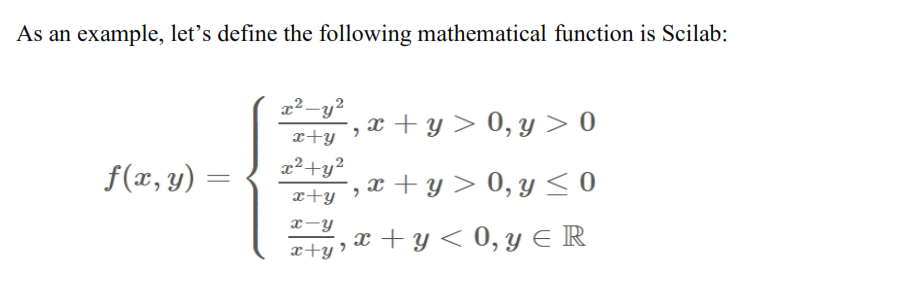 As an example, let’s define the following mathematical function is Scilab:
f(x, y) = { x²−y² / x+y , x + y > 0, y > 0
x²+y² / x+y , x + y > 0, y ≤ 0
x−y / x+y , x + y < 0, y ∈ ℝ